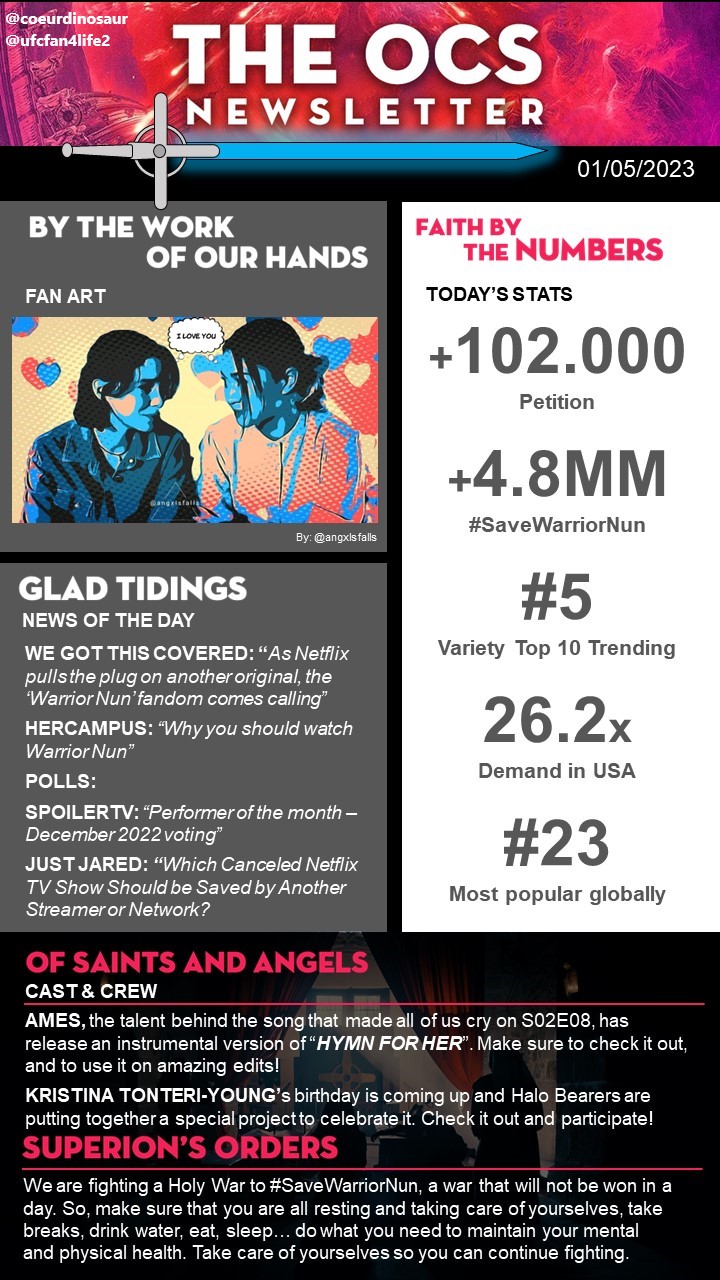 @coeurdinosaur
@ufcfan4life2
THE OCS
NEWSLETTER
01/05/2023
BY THE WORK
OF OUR HANDS
FAN ART
I LOVE YOU
@angxlsfalls
By: @angxlsfalls
GLAD TIDINGS
NEWS OF THE DAY
WE GOT THIS COVERED: “As Netflix
pulls the plug on another original, the
‘Warrior Nun’ fandom comes calling”
HERCAMPUS: “Why you should watch
Warrior Nun”
POLLS:
SPOILERTV: “Performer of the month –
December 2022 voting”
JUST JARED: “Which Canceled Netflix
TV Show Should be Saved by Another
Streamer or Network?
FAITH BY
THE NUMBERS
TODAY’S STATS
+102.000
Petition
+4.8MM
#SaveWarriorNun
#5
Variety Top 10 Trending
26.2x
Demand in USA
#23
Most popular globally
OF SAINTS AND ANGELS
CAST & CREW
AMES, the talent behind the song that made all of us cry on S02E08, has
release an instrumental version of “HYMN FOR HER”. Make sure to check it out,
and to use it on amazing edits!
KRISTINA TONTERI-YOUNG’s birthday is coming up and Halo Bearers are
putting together a special project to celebrate it. Check it out and participate!
SUPERION’S ORDERS
We are fighting a Holy War to #SaveWarriorNun, a war that will not be won in a
day. So, make sure that you are all resting and taking care of yourselves, take
breaks, drink water, eat, sleep… do what you need to maintain your mental
and physical health. Take care of yourselves so you can continue fighting.